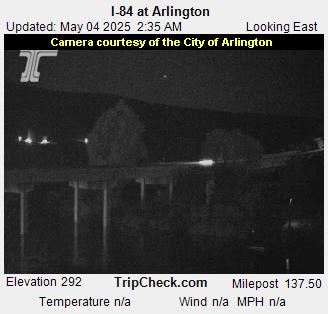 I-84 at Arlington
Updated: May 04 2025 2:35 AM Looking East
Camera courtesy of the City of Arlington
Elevation 292 TripCheck.com Milepost 137.50
Temperature n/a Wind n/a MPH n/a